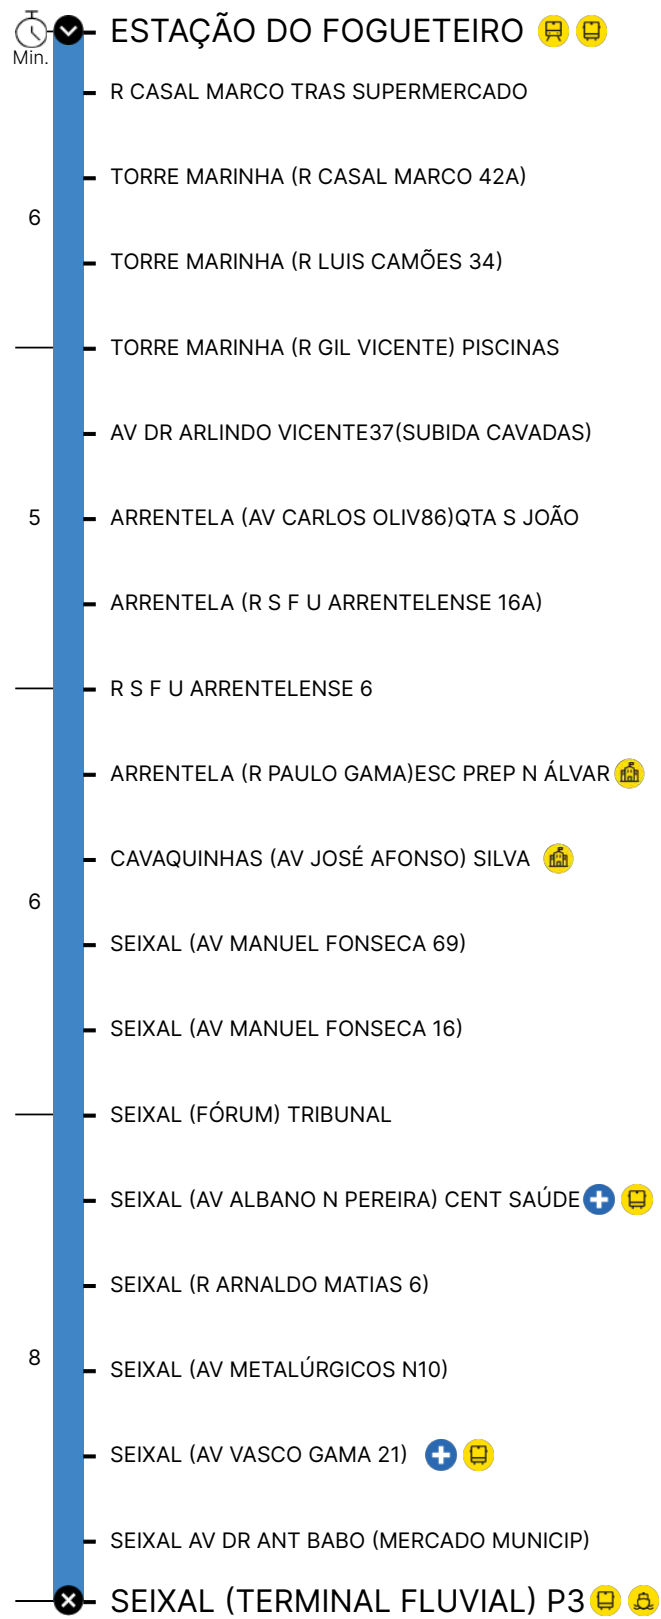 ESTAÇÃO DO FOGUETEIRO
Min.
R CASAL MARCO TRAS SUPERMERCADO
TORRE MARINHA (R CASAL MARCO 42A)
6
TORRE MARINHA (R LUIS CAMÕES 34)
TORRE MARINHA (R GIL VICENTE) PISCINAS
AV DR ARLINDO VICENTE37(SUBIDA CAVADAS)
5
ARRENTELA (AV CARLOS OLIV86)QTA S JOÃO
ARRENTELA (R S F U ARRENTELENSE 16A)
R S F U ARRENTELENSE 6
ARRENTELA (R PAULO GAMA)ESC PREP N ÁLVAR
CAVAQUINHAS (AV JOSÉ AFONSO) SILVA
6
SEIXAL (AV MANUEL FONSECA 69)
SEIXAL (AV MANUEL FONSECA 16)
SEIXAL (FÓRUM) TRIBUNAL
SEIXAL (AV ALBANO N PEREIRA) CENT SAÚDE
SEIXAL (R ARNALDO MATIAS 6)
8
SEIXAL (AV METALÚRGICOS N10)
SEIXAL (AV VASCO GAMA 21)
SEIXAL AV DR ANT BABO (MERCADO MUNICIP)
SEIXAL (TERMINAL FLUVIAL) P3